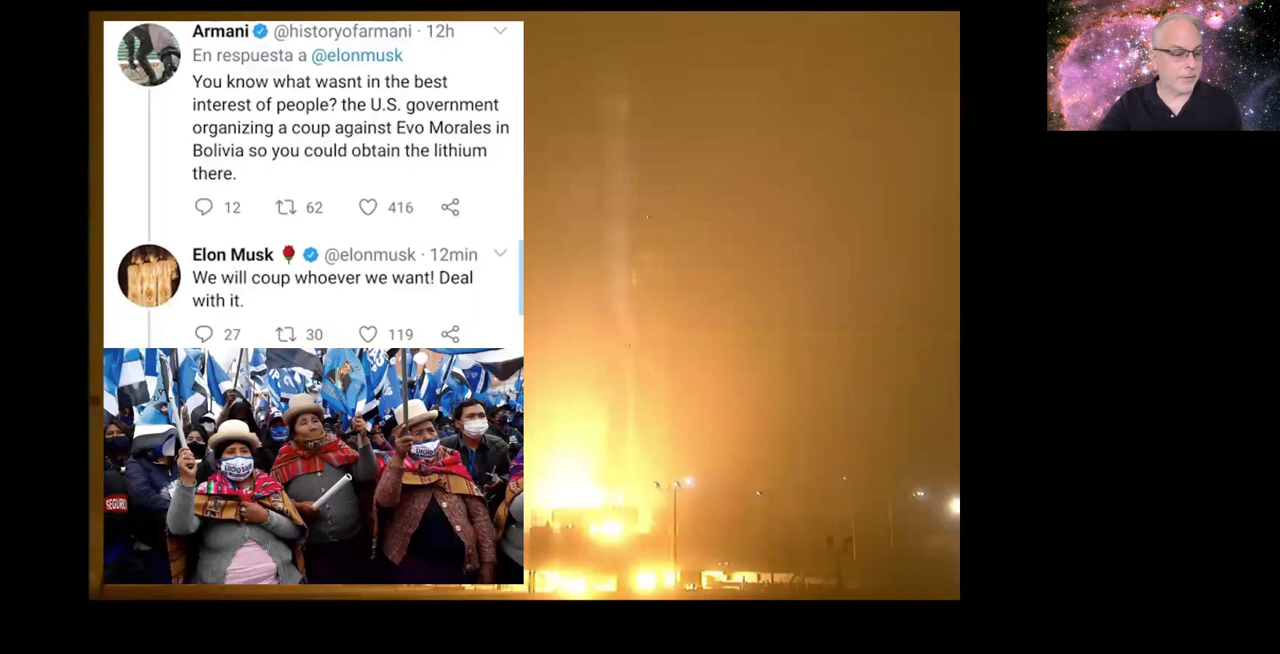 Armani @historyofarmani · 12h
En respuesta a @elonmusk
You know what wasnt in the best
interest of people? the U.S. government
organizing a coup against Evo Morales in
Bolivia so you could obtain the lithium
there.
12 62 416
Elon Musk🌹 @elonmusk · 12min
We will coup whoever we want! Deal
with it.
27 30 119
SEGURO
LUCHO